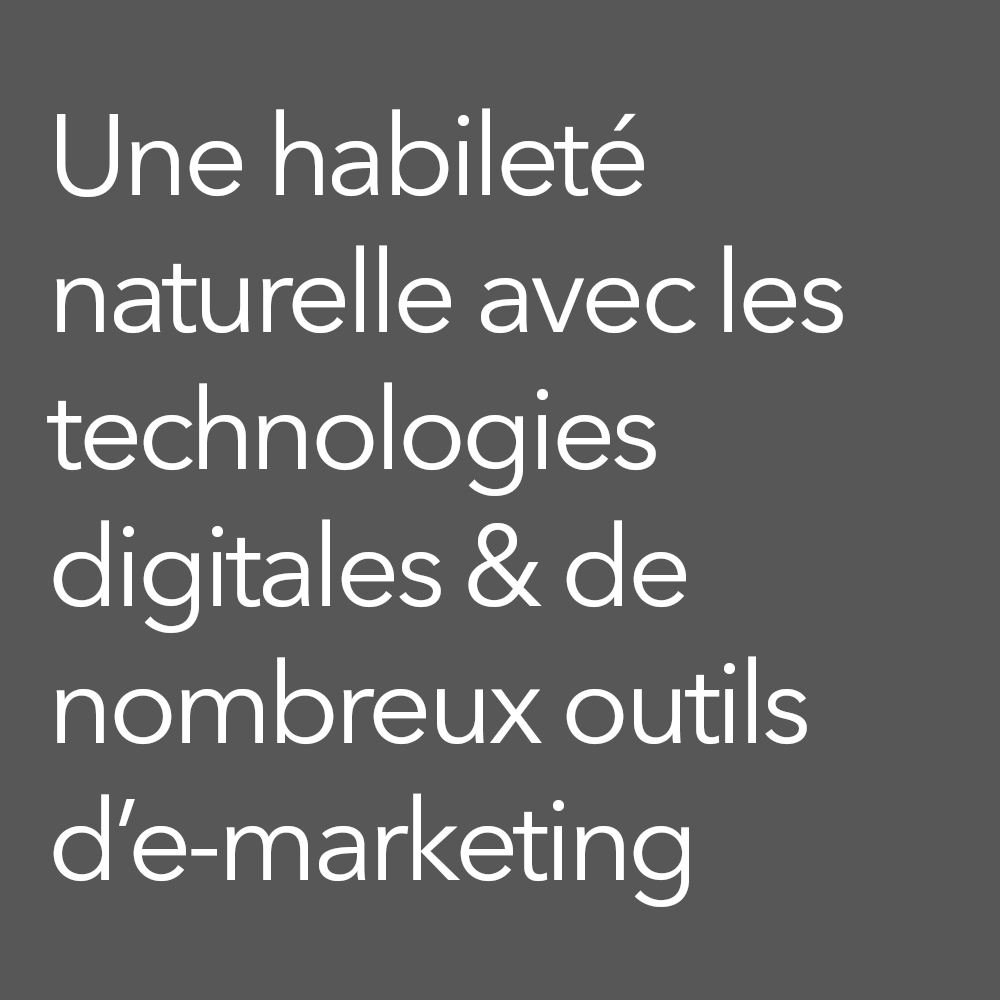 Une habileté
naturelle avec les
technologies
digitales & de
nombreux outils
d’e-marketing